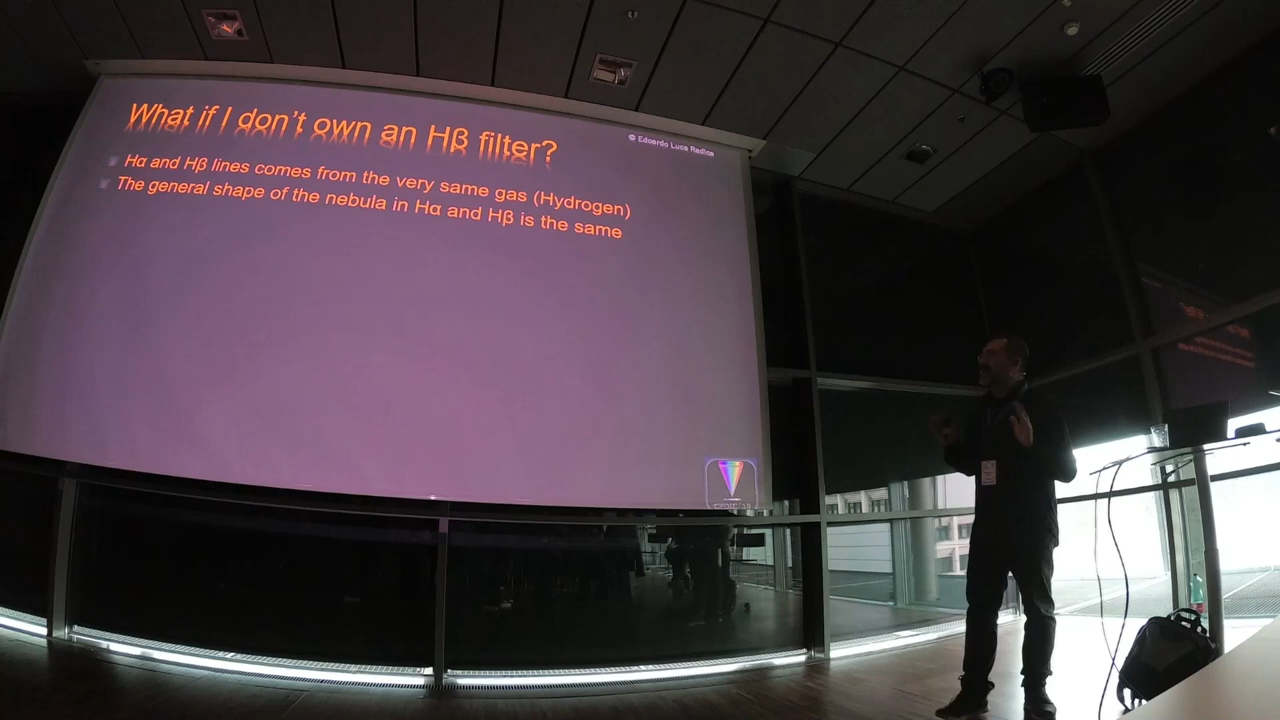 What if I don't own an Hβ filter?
© Edoardo Luca Radice
Hα and Hβ lines comes from the very same gas (Hydrogen)
The general shape of the nebula in Hα and Hβ is the same